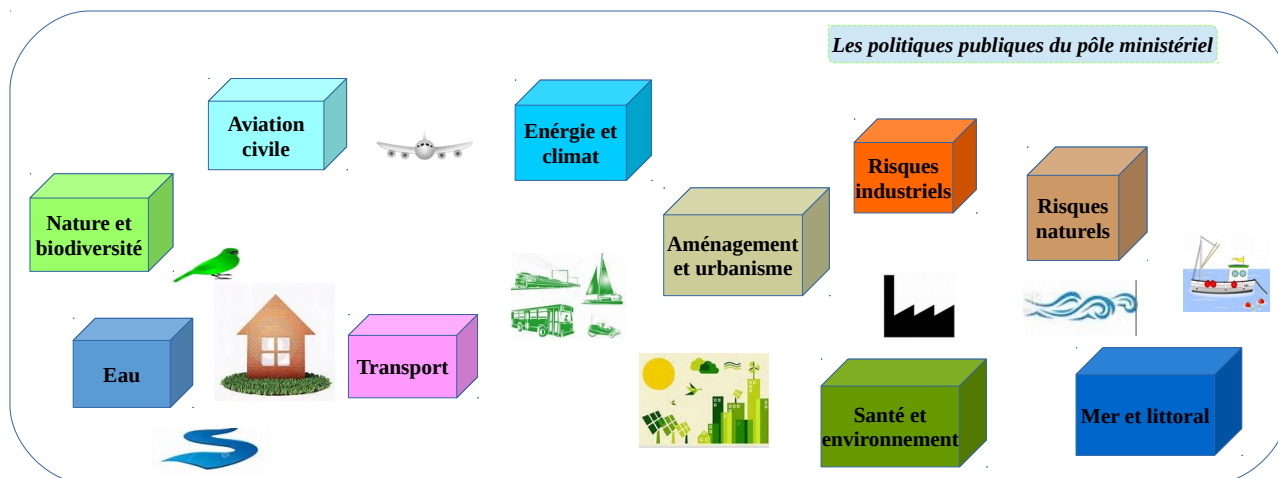 Les politiques publiques du pôle ministériel
Aviation
civile
Enérgie et
climat
Risques
industriels
Nature et
biodiversité
Aménagement
et urbanisme
Risques
naturels
Eau
Transport
Santé et
environnement
Mer et littoral